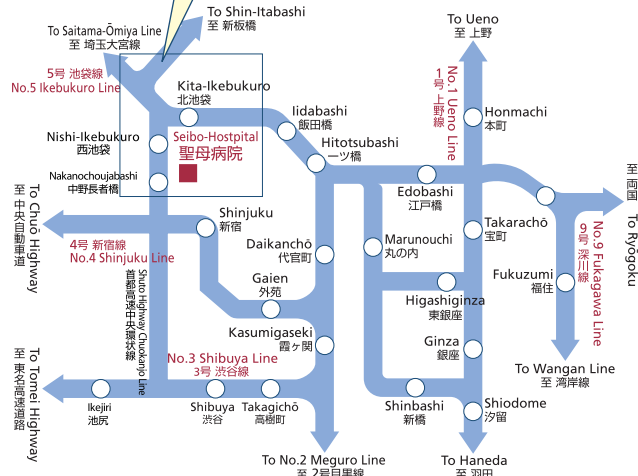 To Shin-Itabashi
至 新板橋
To Saitama-Ōmiya Line
至 埼玉大宮線
To Ueno
至 上野
5号 池袋線
No.5 Ikebukuro Line
Kita-Ikebukuro
北池袋
Iidabashi
飯田橋
No.1 Ueno Line
1号 上野線
Honmachi
本町
Nishi-Ikebukuro
西池袋
Seibo-Hostpital
聖母病院
Hitotsubashi
一ツ橋
Nakanochoujabashi
中野長者橋
Edobashi
江戸橋
至 両国
To Ryōgoku
To Chuō Highway
至 中央自動車道
Shinjuku
新宿
4号 新宿線
No.4 Shinjuku Line
Daikanchō
代官町
Marunouchi
丸の内
Takarachō
宝町
No.9 Fukagawa Line
9号 深川線
Fukuzumi
福住
Gaien
外苑
Higashiginza
東銀座
Shuto Highway Chuokanjo Line
首都高速中央環状線
Kasumigaseki
霞ヶ関
Ginza
銀座
No.3 Shibuya Line
3号 渋谷線
To Wangan Line
至 湾岸線
To Tomei Highway
至 東名高速道路
Ikejiri
池尻
Shibuya
渋谷
Takagichō
高樹町
Shinbashi
新橋
Shiodome
汐留
To No.2 Meguro Line
至 2号目黒線
To Haneda
至 羽田